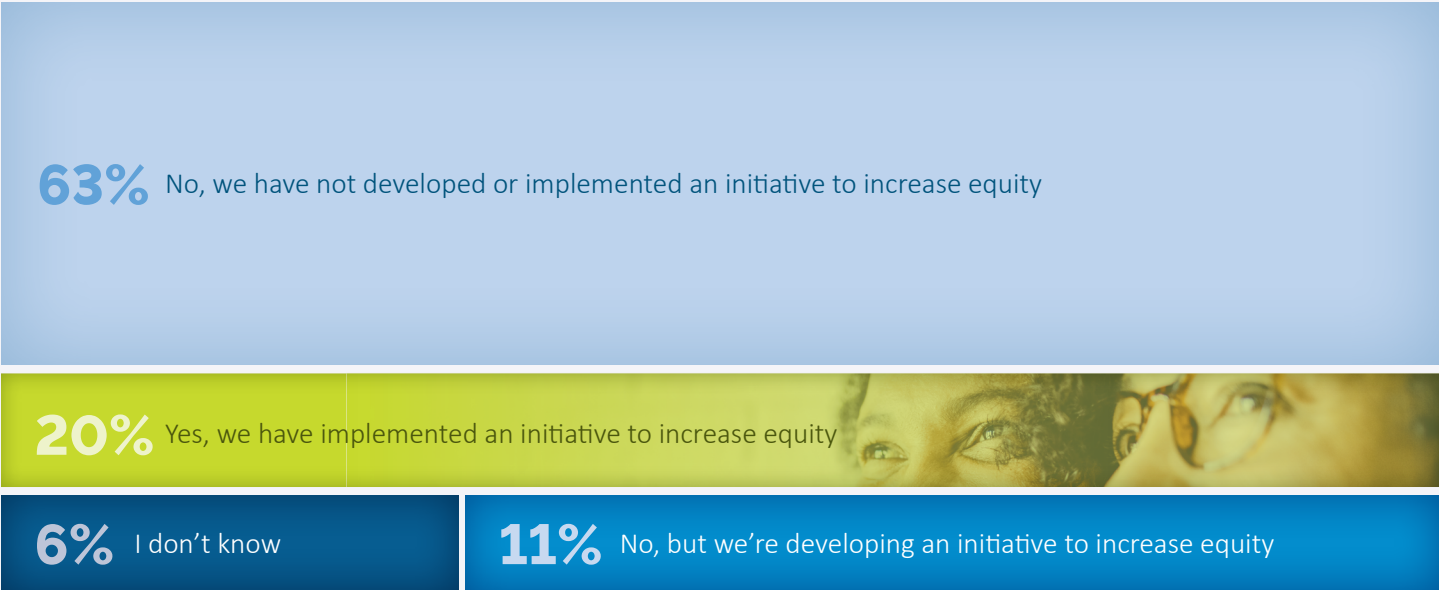 63% No, we have not developed or implemented an initiative to increase equity
20% Yes, we have implemented an initiative to increase equity
6% I don’t know
11% No, but we’re developing an initiative to increase equity